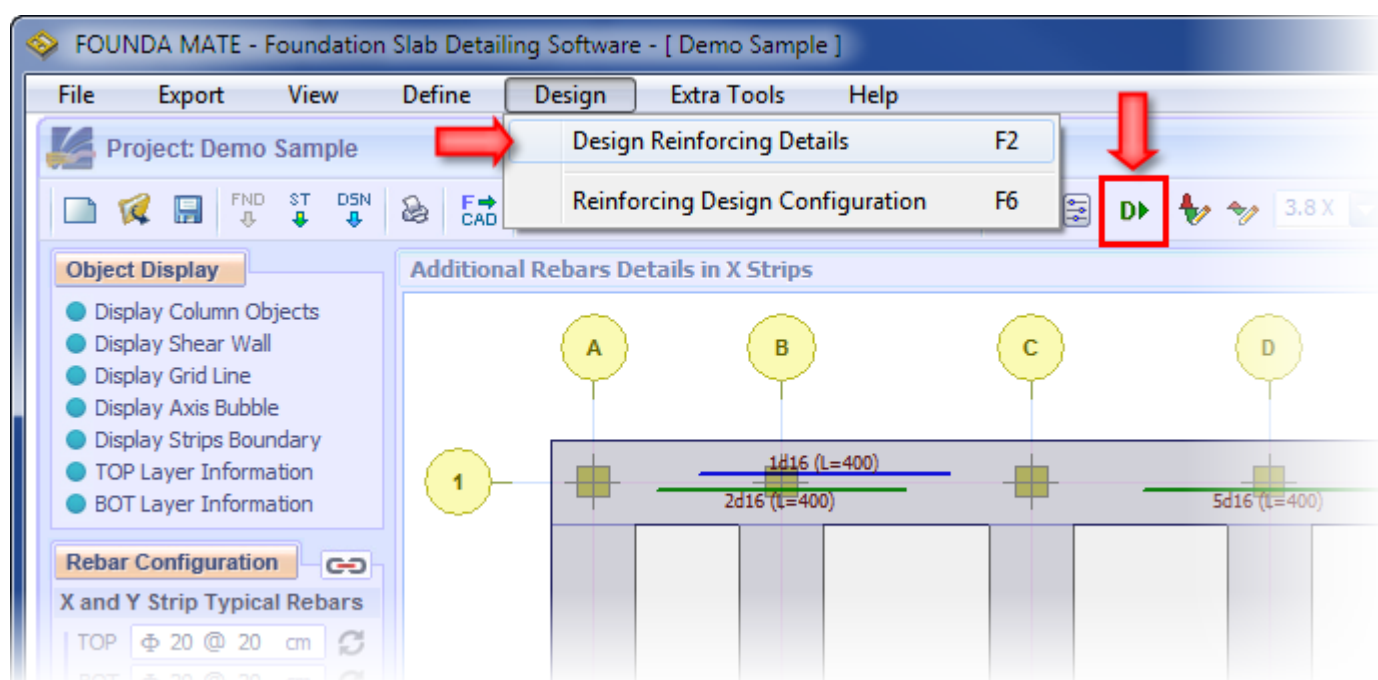 FOUNDA MATE - Foundation Slab Detailing Software - [ Demo Sample ]
File Export View Define Design Extra Tools Help
Project: Demo Sample
Design Reinforcing Details F2
Reinforcing Design Configuration F6
FND ST DSN F CAD D 3.8 X
Object Display
Display Column Objects
Display Shear Wall
Display Grid Line
Display Axis Bubble
Display Strips Boundary
TOP Layer Information
BOT Layer Information
Rebar Configuration
X and Y Strip Typical Rebars
TOP Φ 20 @ 20 cm
BOT Φ 20 @ 20 cm
Additional Rebars Details in X Strips
A B C D
1
1d16 (L=400)
2d16 (L=400)
5d16 (L=400)